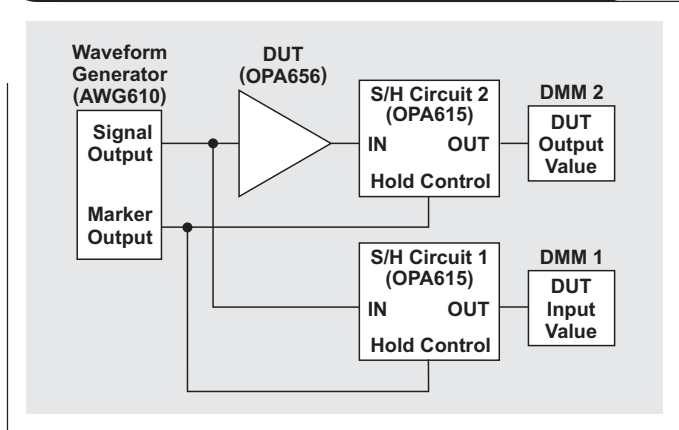 Waveform
Generator
(AWG610)
Signal
Output
Marker
Output
DUT
(OPA656)
S/H Circuit 2
(OPA615)
IN OUT
Hold Control
DMM 2
DUT
Output
Value
S/H Circuit 1
(OPA615)
IN OUT
Hold Control
DMM 1
DUT
Input
Value